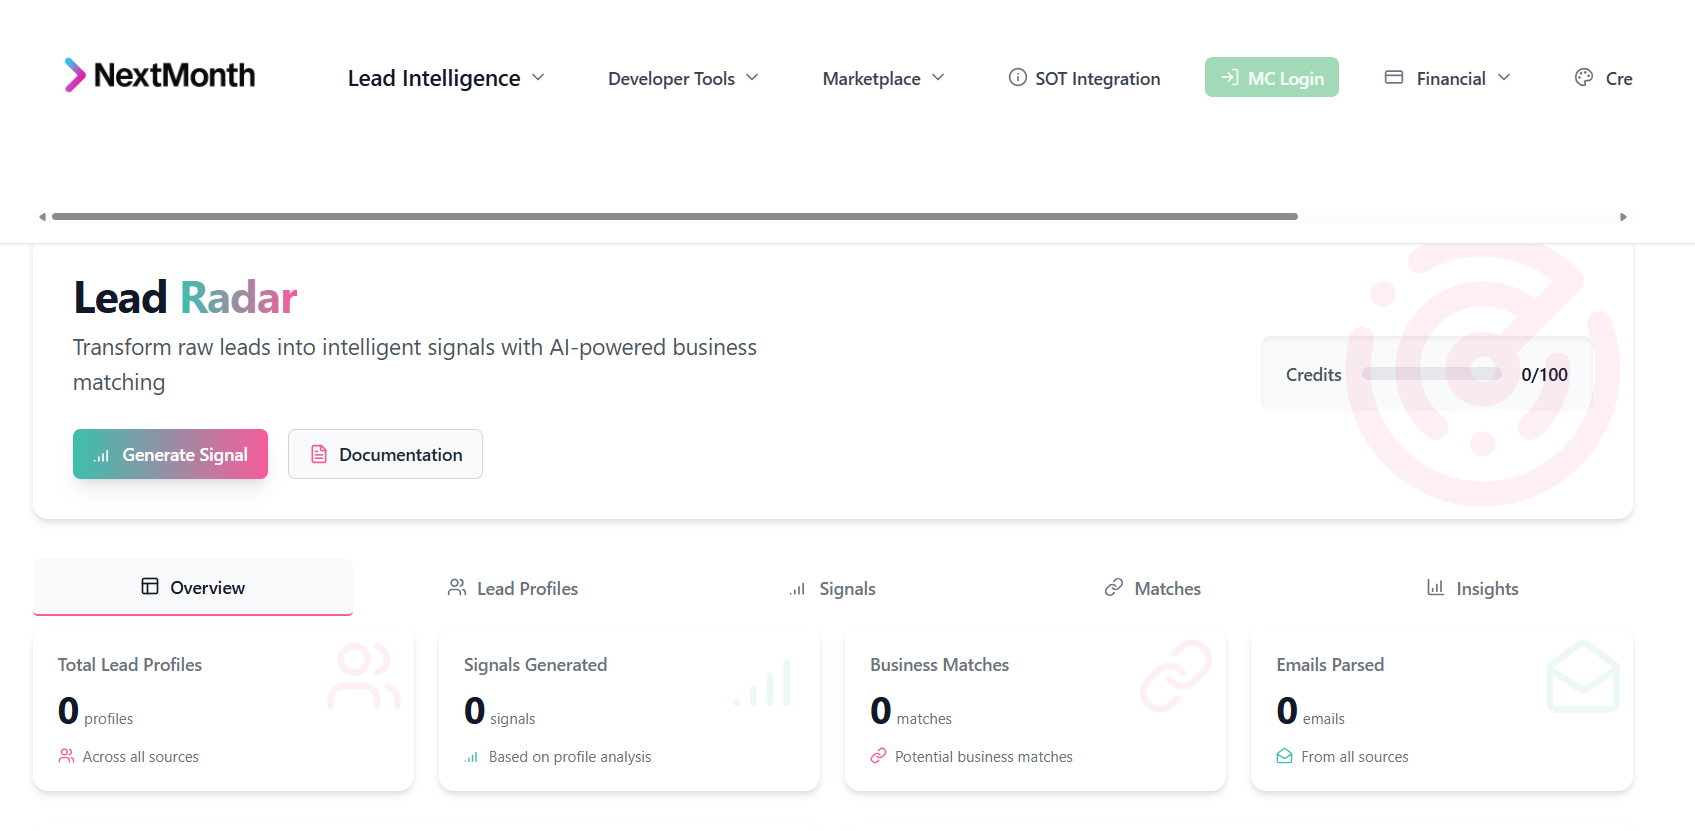 NextMonth
Lead Intelligence
Developer Tools
Marketplace
SOT Integration
MC Login
Financial
Cre
Lead Radar
Transform raw leads into intelligent signals with AI-powered business
matching
Credits
0/100
Generate Signal
Documentation
Overview
Lead Profiles
Signals
Matches
Insights
Total Lead Profiles
0 profiles
Across all sources
Signals Generated
0 signals
Based on profile analysis
Business Matches
0 matches
Potential business matches
Emails Parsed
0 emails
From all sources